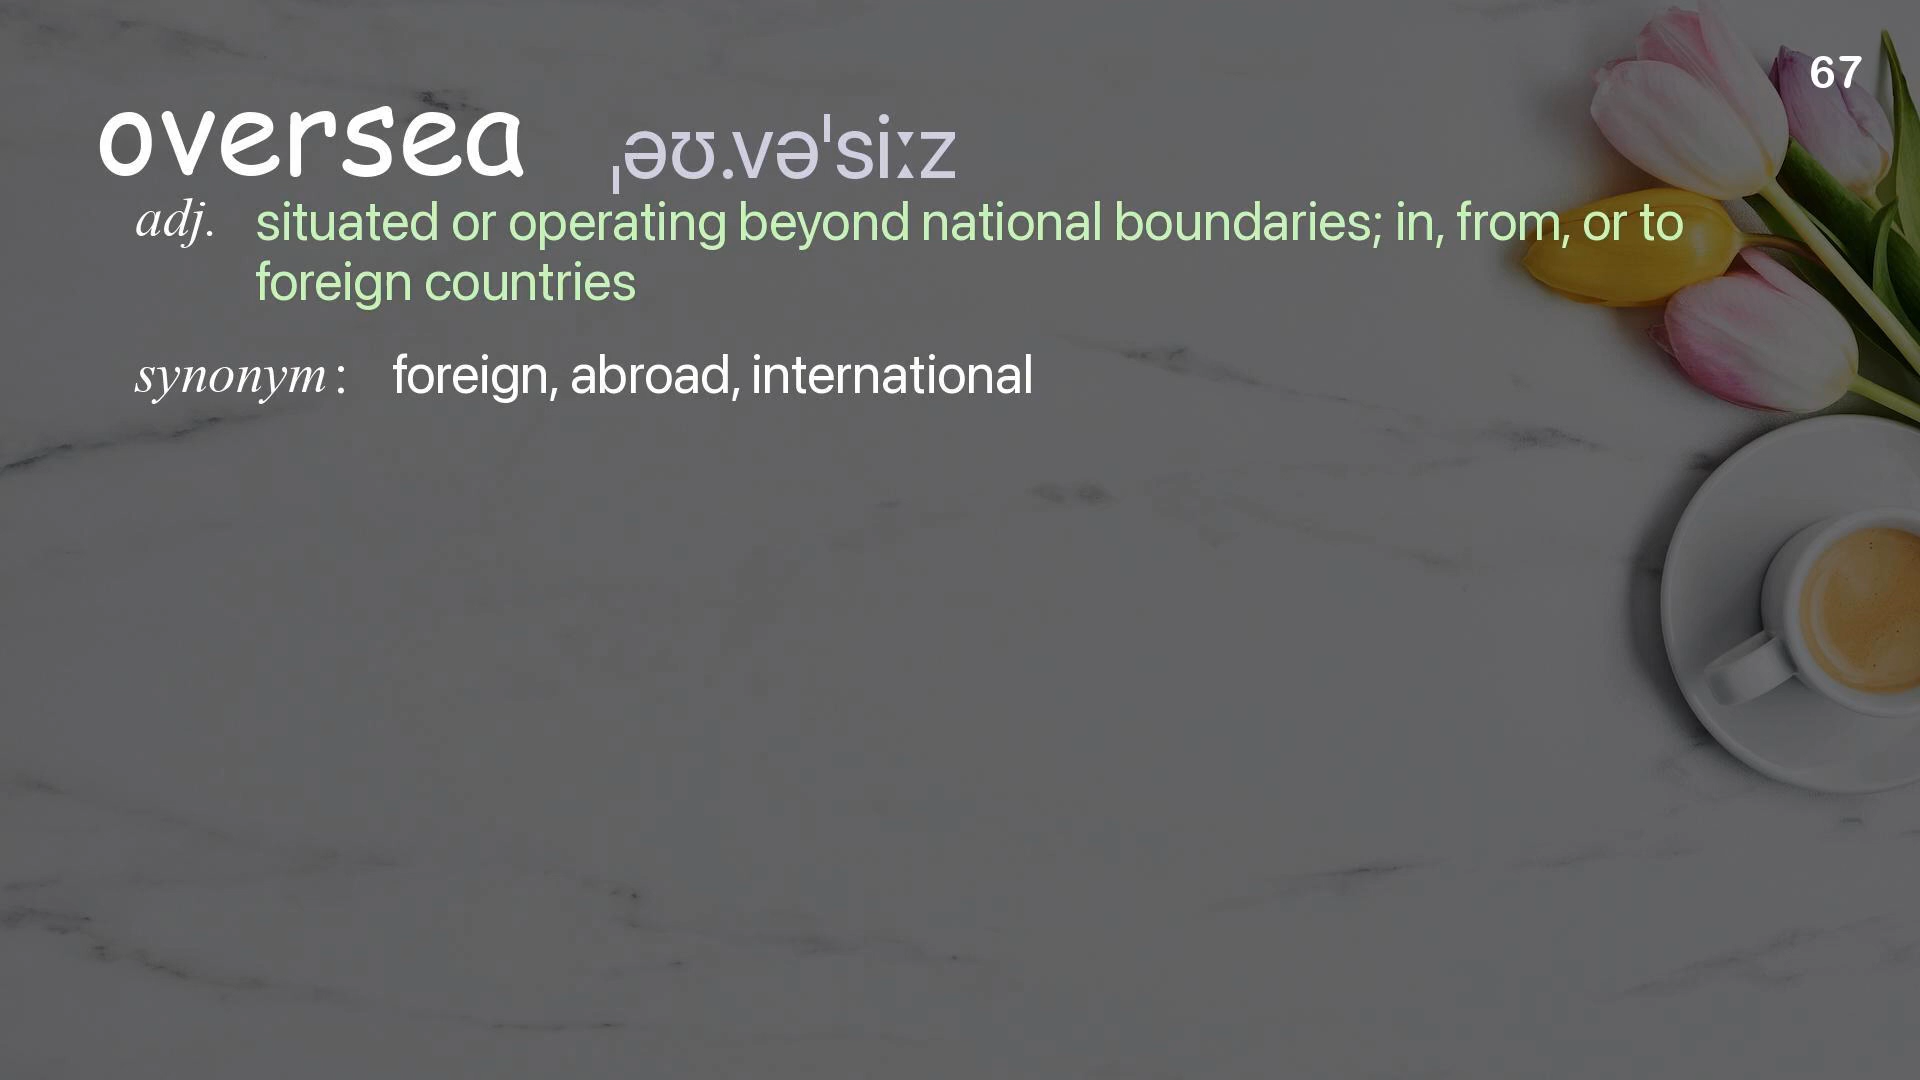 67
oversea ˌəʊ.vəˈsiːz
adj. situated or operating beyond national boundaries; in, from, or to
foreign countries
synonym : foreign, abroad, international